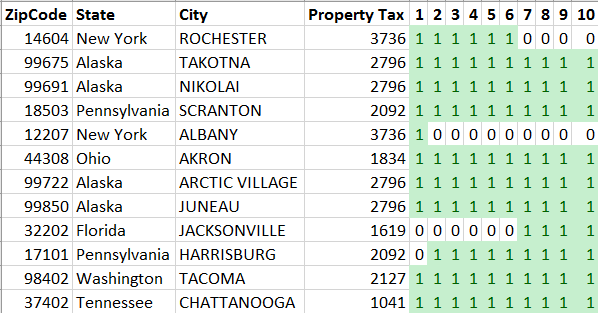 ZipCode State City Property Tax 1 2 3 4 5 6 7 8 9 10
14604 New York ROCHESTER 3736 1 1 1 1 1 1 0 0 0 0
99675 Alaska TAKOTNA 2796 1 1 1 1 1 1 1 1 1 1
99691 Alaska NIKOLAI 2796 1 1 1 1 1 1 1 1 1 1
18503 Pennsylvania SCRANTON 2092 1 1 1 1 1 1 1 1 1 1
12207 New York ALBANY 3736 1 0 0 0 0 0 0 0 0 0
44308 Ohio AKRON 1834 1 1 1 1 1 1 1 1 1 1
99722 Alaska ARCTIC VILLAGE 2796 1 1 1 1 1 1 1 1 1 1
99850 Alaska JUNEAU 2796 1 1 1 1 1 1 1 1 1 1
32202 Florida JACKSONVILLE 1619 0 0 0 0 0 0 1 1 1 1
17101 Pennsylvania HARRISBURG 2092 0 1 1 1 1 1 1 1 1 1
98402 Washington TACOMA 2127 1 1 1 1 1 1 1 1 1 1
37402 Tennessee CHATTANOOGA 1041 1 1 1 1 1 1 1 1 1 1